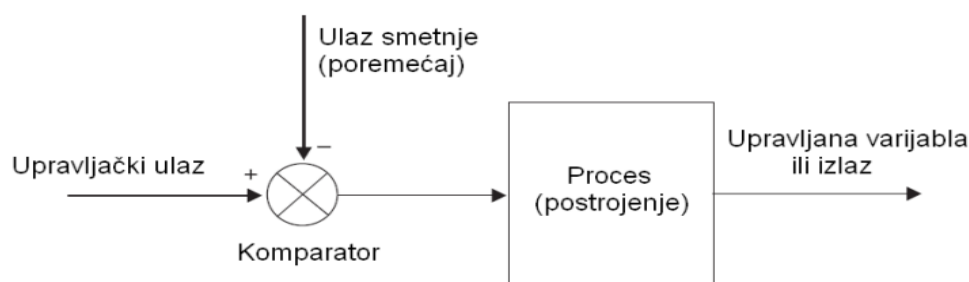 Ulaz smetnje
(poremećaj)
Upravljački ulaz
+
−
Komparator
Proces
(postrojenje)
Upravljana varijabla
ili izlaz